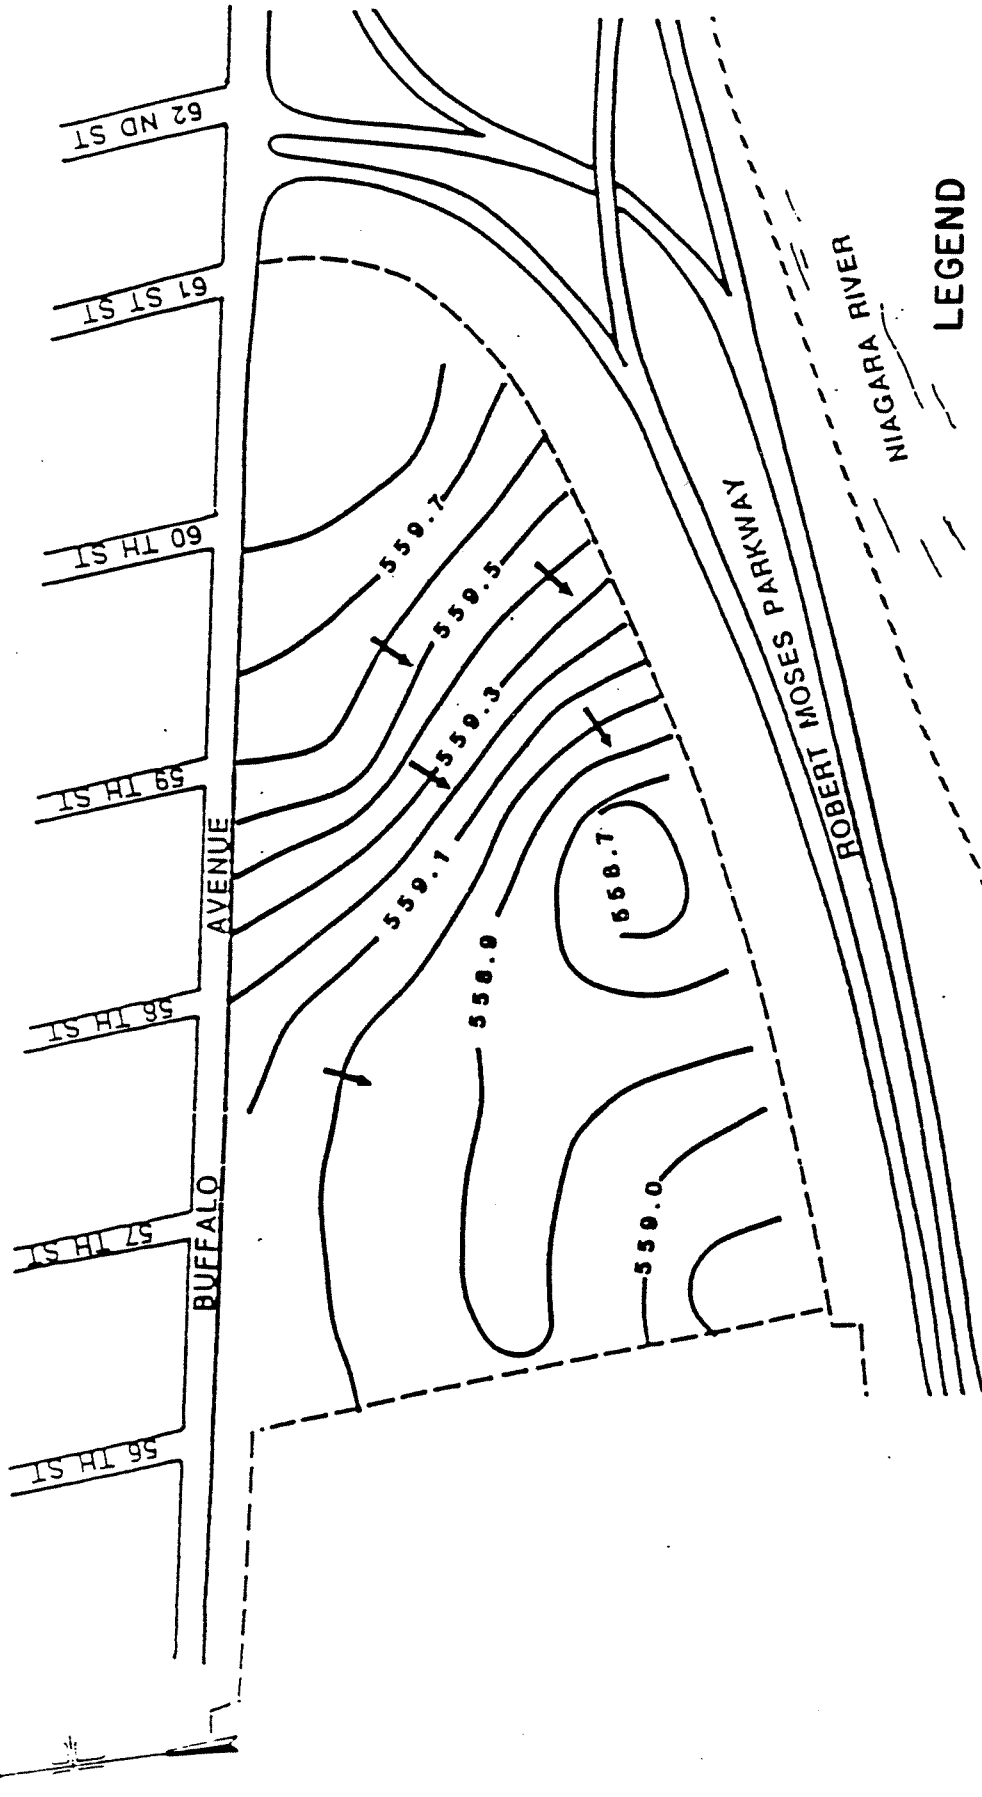 62 ND ST
61 ST ST
60 TH ST
59 TH ST
58 TH ST
57 TH ST
56 TH ST
BUFFALO AVENUE
559.7
559.5
559.3
559.1
558.9
558.7
559.0
ROBERT MOSES PARKWAY
NIAGARA RIVER
LEGEND